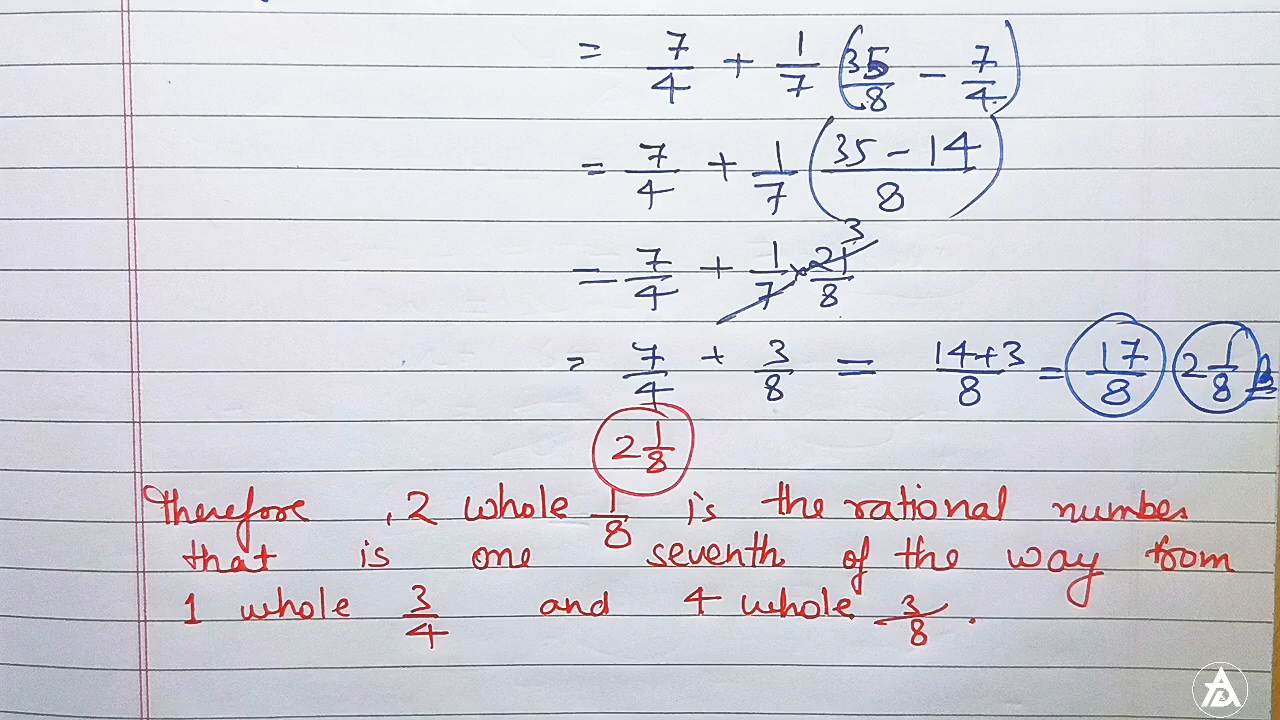 = 7/4 + 1/7 (35/8 - 7/4)
= 7/4 + 1/7 (35 - 14/8)
= 7/4 + 1/7 × 21/8 3
= 7/4 + 3/8 = 14+3/8 = 17/8 2 1/8
2 1/8
Therefore , 2 whole 1/8 is the rational number
that is one seventh of the way from
1 whole 3/4 and 4 whole 3/8 .